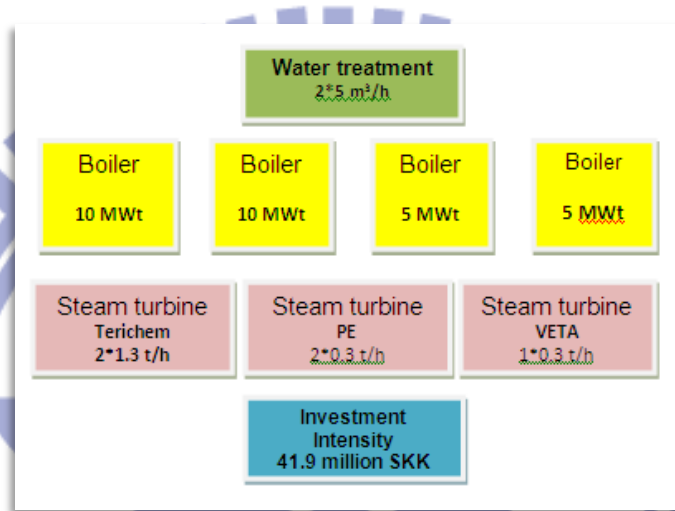 Water treatment
2*5 m³/h
Boiler
10 MWt
Boiler
10 MWt
Boiler
5 MWt
Boiler
5 MWt
Steam turbine
Terichem
2*1.3 t/h
Steam turbine
PE
2*0.3 t/h
Steam turbine
VETA
1*0.3 t/h
Investment
Intensity
41.9 million SKK